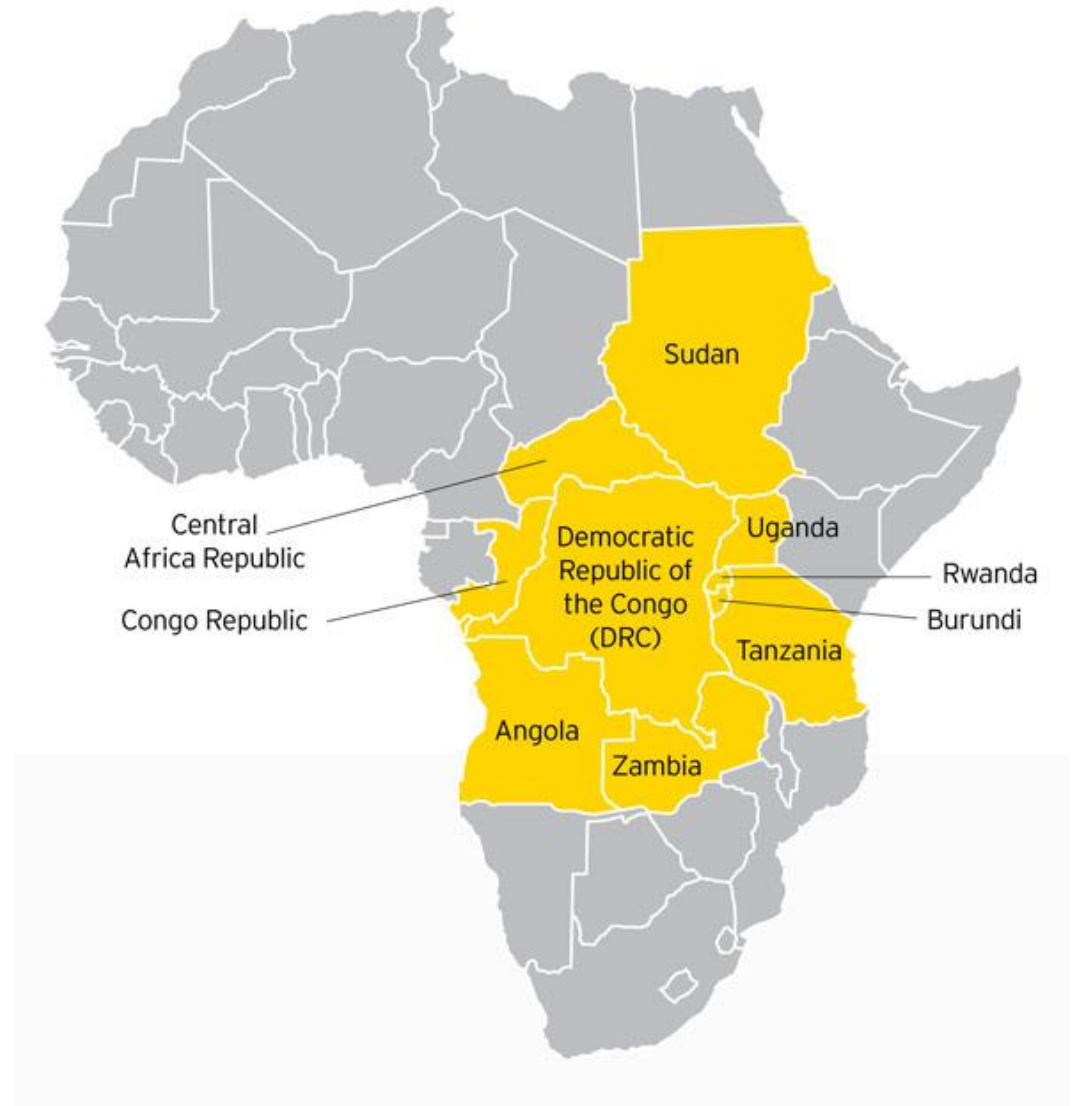 Sudan
Central
Africa Republic
Democratic
Republic of
the Congo
(DRC)
Uganda
Rwanda
Congo Republic
Burundi
Tanzania
Angola
Zambia